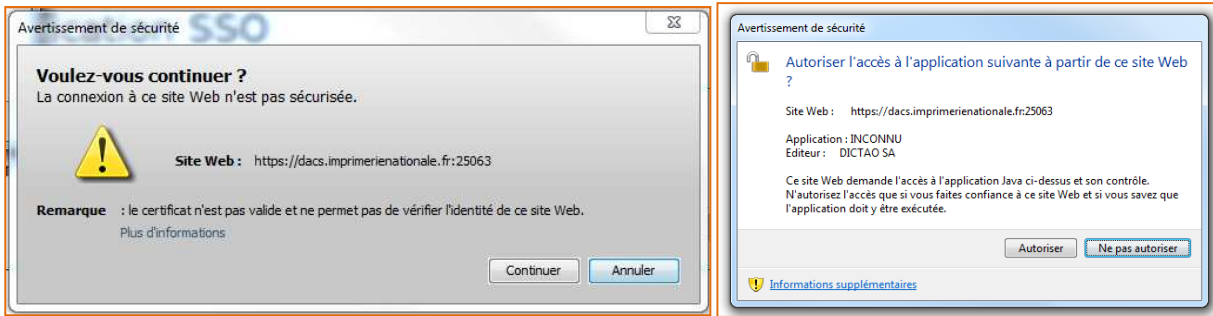 Avertissement de sécurité
Voulez-vous continuer ?
La connexion à ce site Web n'est pas sécurisée.
Site Web : https://dacs.imprimerienationale.fr:25063
Remarque : le certificat n'est pas valide et ne permet pas de vérifier l'identité de ce site Web.
Plus d'informations
Continuer Annuler
Avertissement de sécurité
Autoriser l'accès à l'application suivante à partir de ce site Web
?
Site Web : https://dacs.imprimerienationale.fr:25063
Application : INCONNU
Editeur : DICTAO SA
Ce site Web demande l'accès à l'application Java ci-dessus et son contrôle.
N'autorisez l'accès que si vous faites confiance à ce site Web et si vous savez que
l'application doit y être exécutée.
Autoriser Ne pas autoriser
Informations supplémentaires